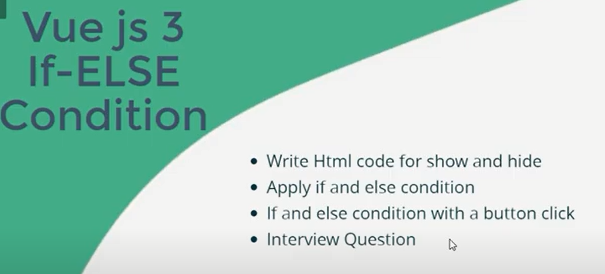 Vue js 3
If-ELSE
Condition
• Write Html code for show and hide
• Apply if and else condition
• If and else condition with a button click
• Interview Question